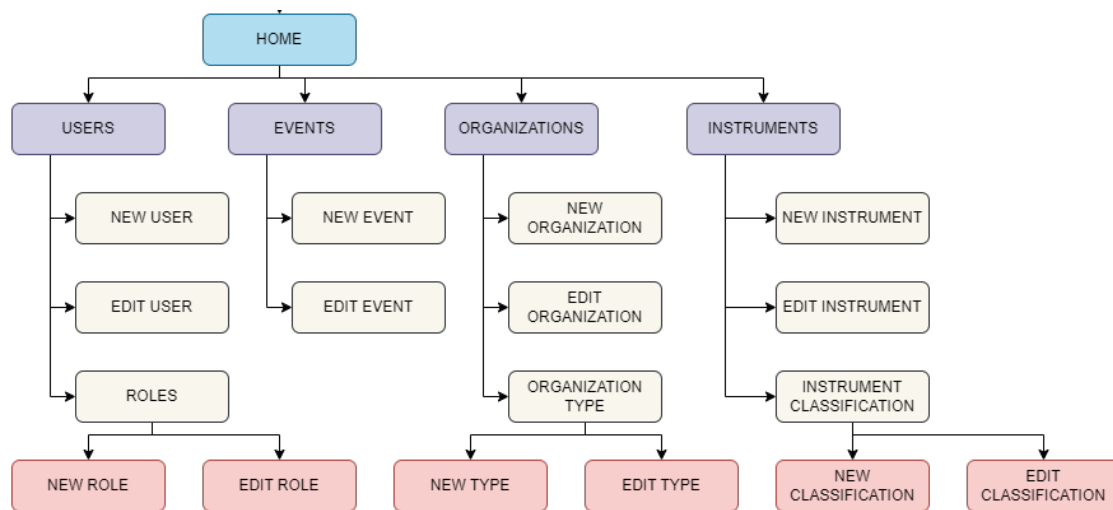 HOME
USERS
EVENTS
ORGANIZATIONS
INSTRUMENTS
NEW USER
NEW EVENT
NEW
ORGANIZATION
NEW INSTRUMENT
EDIT USER
EDIT EVENT
EDIT
ORGANIZATION
EDIT INSTRUMENT
ROLES
ORGANIZATION
TYPE
INSTRUMENT
CLASSIFICATION
NEW ROLE
EDIT ROLE
NEW TYPE
EDIT TYPE
NEW
CLASSIFICATION
EDIT
CLASSIFICATION